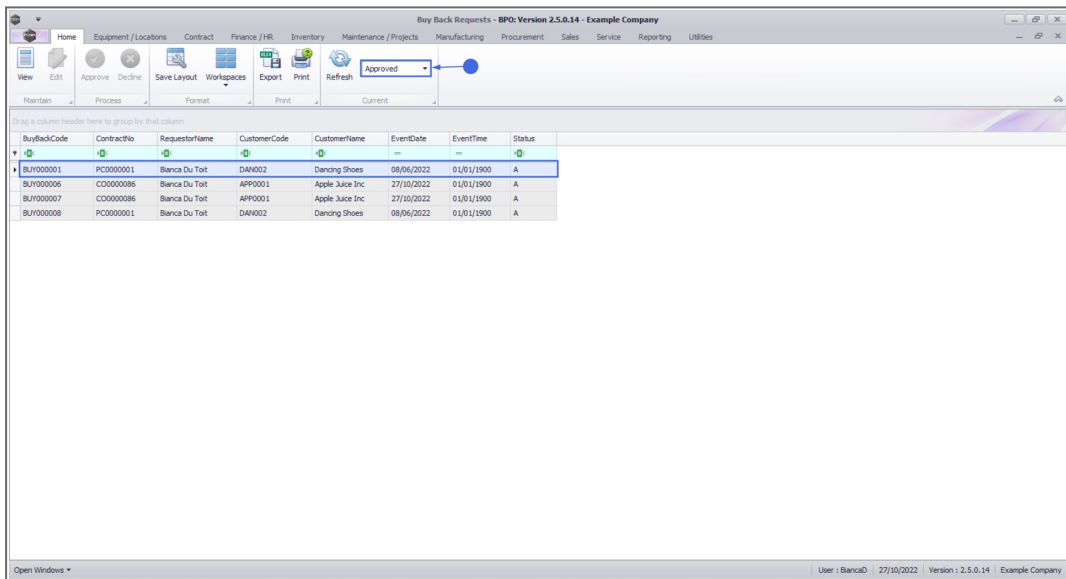 Buy Back Requests - BPO: Version 2.5.0.14 - Example Company
Home Equipment / Locations Contract Finance / HR Inventory Maintenance / Projects Manufacturing Procurement Sales Service Reporting Utilities
View Edit Approve Decline Save Layout Workspaces Export Print Refresh Approved
Maintain Process Format Print Current
Drag a column header here to group by that column
BuyBackCode ContractNo RequestorName CustomerCode CustomerName EventDate EventTime Status
BUY000001 PC0000001 Bianca Du Toit DAN002 Dancing Shoes 08/06/2022 01/01/1900 A
BUY000006 CO0000086 Bianca Du Toit APP0001 Apple Juice Inc 27/10/2022 01/01/1900 A
BUY000007 CO0000086 Bianca Du Toit APP0001 Apple Juice Inc 27/10/2022 01/01/1900 A
BUY000008 PC0000001 Bianca Du Toit DAN002 Dancing Shoes 08/06/2022 01/01/1900 A
Open Windows User : BiancaD 27/10/2022 Version : 2.5.0.14 Example Company